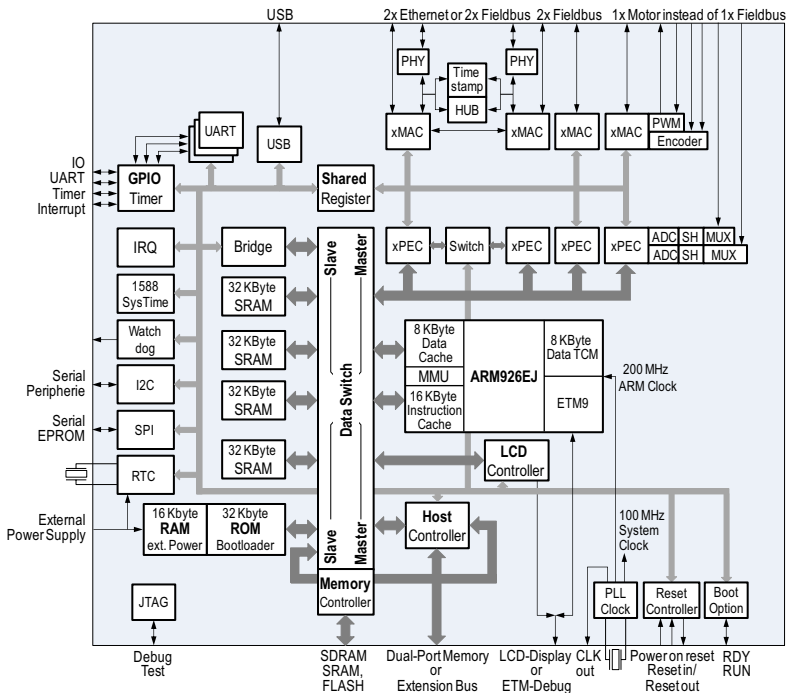 USB
2x Ethernet or 2x Fieldbus
2x Fieldbus
1x Motor instead of 1x Fieldbus
PHY
PHY
Time
stamp
HUB
UART
USB
xMAC
xMAC
xMAC
xMAC
PWM
Encoder
IO
UART
Timer
Interrupt
GPIO
Timer
Shared
Register
IRQ
Bridge
Slave
Master
xPEC
Switch
xPEC
xPEC
xPEC
ADC
SH
MUX
ADC
SH
MUX
1588
SysTime
32 KByte
SRAM
Watch
dog
32 KByte
SRAM
8 KByte
Data
Cache
MMU
16 KByte
Instruction
Cache
ARM926EJ
8 KByte
Data TCM
ETM9
200 MHz
ARM Clock
Data Switch
Serial
Peripherie
I2C
32 KByte
SRAM
Serial
EPROM
SPI
32 KByte
SRAM
LCD
Controller
RTC
External
Power Supply
16 Kbyte
RAM
ext. Power
32 Kbyte
ROM
Bootloader
Slave
Master
Host
Controller
100 MHz
System
Clock
Memory
Controller
JTAG
PLL
Clock
Reset
Controller
Boot
Option
Debug
Test
SDRAM
SRAM,
FLASH
Dual-Port Memory
or
Extension Bus
LCD-Display
or
ETM-Debug
CLK
out
Power on reset
Reset in/
Reset out
RDY
RUN